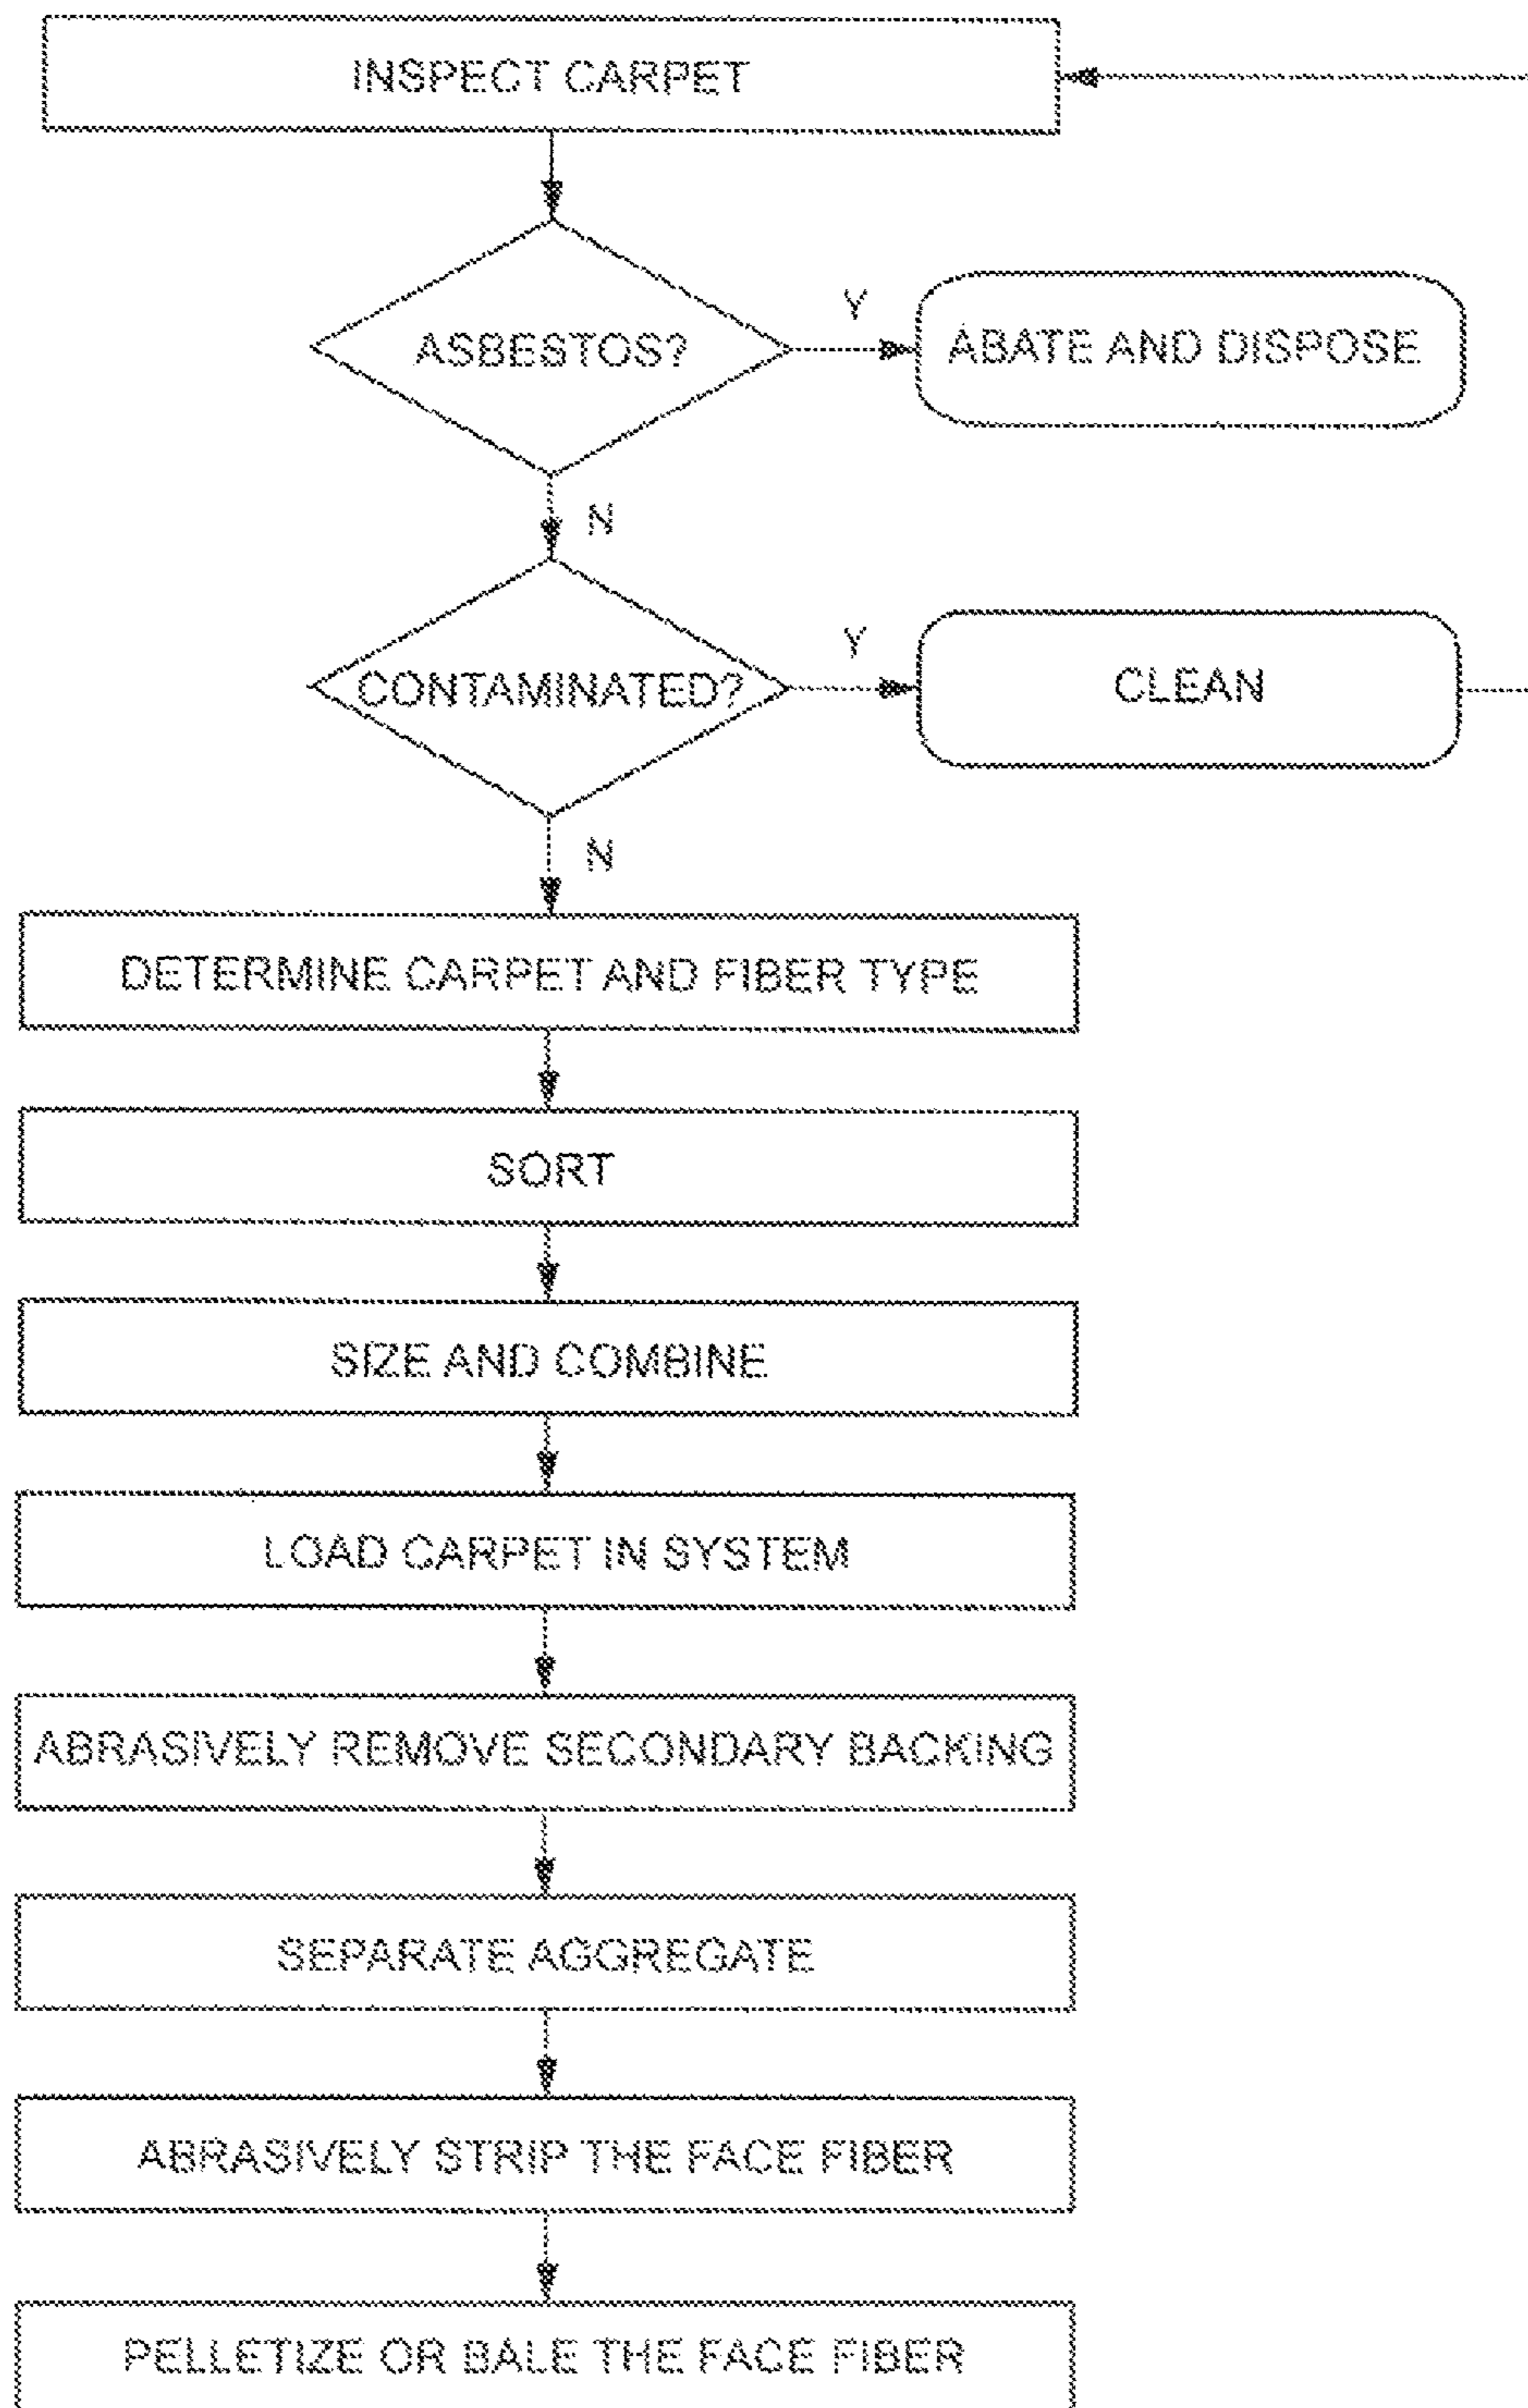 INSPECT CARPET
ASBESTOS?
Y
ABATE AND DISPOSE
N
CONTAMINATED?
Y
CLEAN
N
DETERMINE CARPET AND FIBER TYPE
SORT
SIZE AND COMBINE
LOAD CARPET IN SYSTEM
ABRASIVELY REMOVE SECONDARY BACKING
SEPARATE AGGREGATE
ABRASIVELY STRIP THE FACE FIBER
PELLETIZE OR BALE THE FACE FIBER